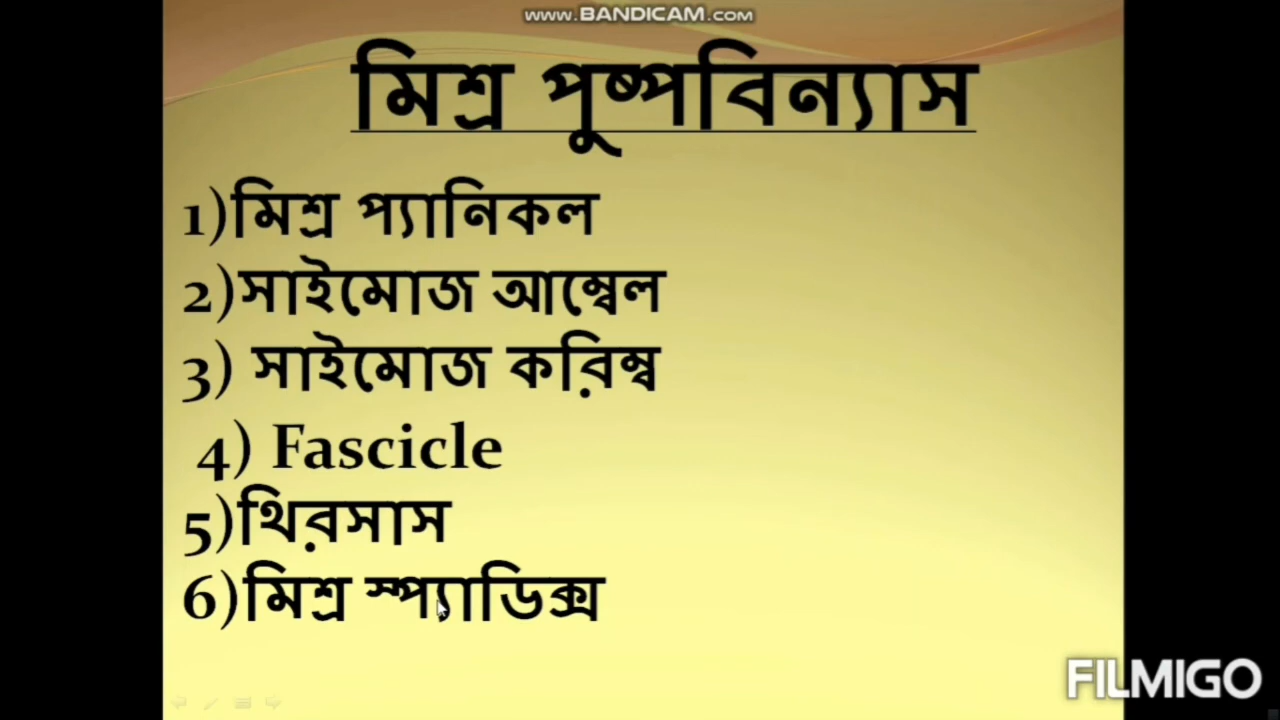 www.BANDICAM.com
মিশ্র পুষ্পবিন্যাস
1)মিশ্র প্যানিকল
2)সাইমোজ আম্বেল
3) সাইমোজ করিম্ব
4) Fascicle
5)থিরসাস
6)মিশ্র স্প্যাডিক্স
FILMIGO